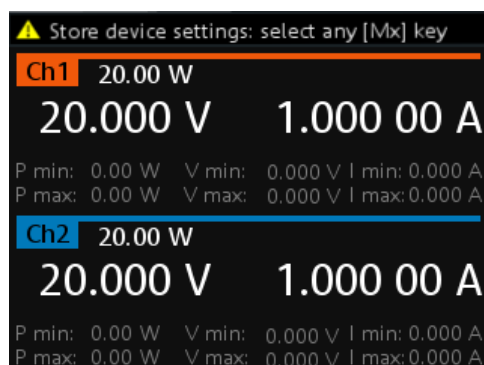 Store device settings: select any [Mx] key
Ch1 20.00 W
20.000 V 1.000 00 A
P min: 0.00 W V min: 0.000 V I min: 0.000 A
P max: 0.00 W V max: 0.000 V I max: 0.000 A
Ch2 20.00 W
20.000 V 1.000 00 A
P min: 0.00 W V min: 0.000 V I min: 0.000 A
P max: 0.00 W V max: 0.000 V I max: 0.000 A